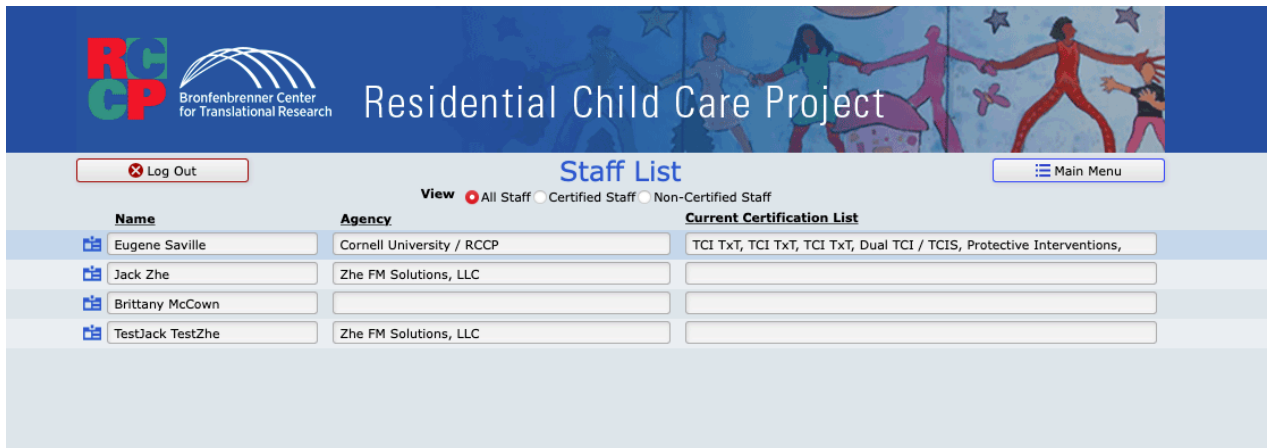 RC
CP
Bronfenbrenner Center
for Translational Research
Residential Child Care Project
Log Out
Staff List
Main Menu
View All Staff Certified Staff Non-Certified Staff
Name Agency Current Certification List
Eugene Saville Cornell University / RCCP TCI TxT, TCI TxT, TCI TxT, Dual TCI / TCIS, Protective Interventions,
Jack Zhe Zhe FM Solutions, LLC
Brittany McCown
TestJack TestZhe Zhe FM Solutions, LLC